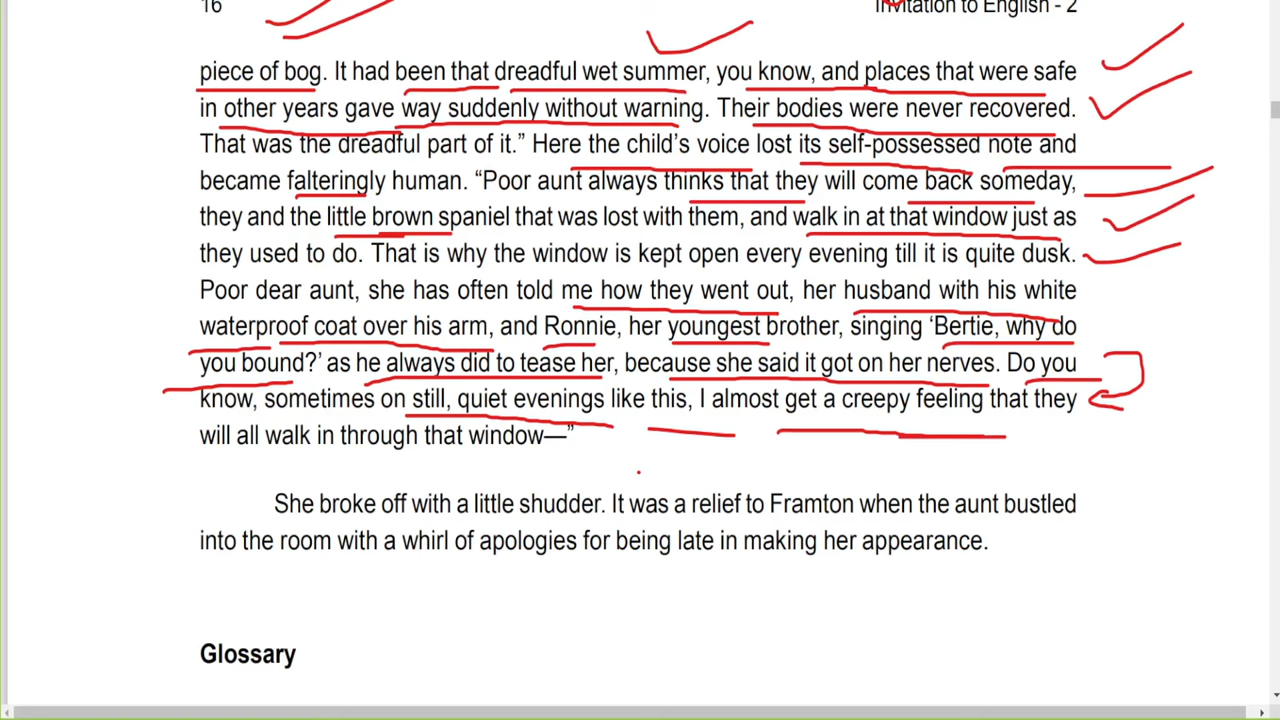 16 Invitation to English - 2
piece of bog. It had been that dreadful wet summer, you know, and places that were safe
in other years gave way suddenly without warning. Their bodies were never recovered.
That was the dreadful part of it.” Here the child’s voice lost its self-possessed note and
became falteringly human. “Poor aunt always thinks that they will come back someday,
they and the little brown spaniel that was lost with them, and walk in at that window just as
they used to do. That is why the window is kept open every evening till it is quite dusk.
Poor dear aunt, she has often told me how they went out, her husband with his white
waterproof coat over his arm, and Ronnie, her youngest brother, singing ‘Bertie, why do
you bound?’ as he always did to tease her, because she said it got on her nerves. Do you
know, sometimes on still, quiet evenings like this, I almost get a creepy feeling that they
will all walk in through that window—”
She broke off with a little shudder. It was a relief to Framton when the aunt bustled
into the room with a whirl of apologies for being late in making her appearance.
Glossary